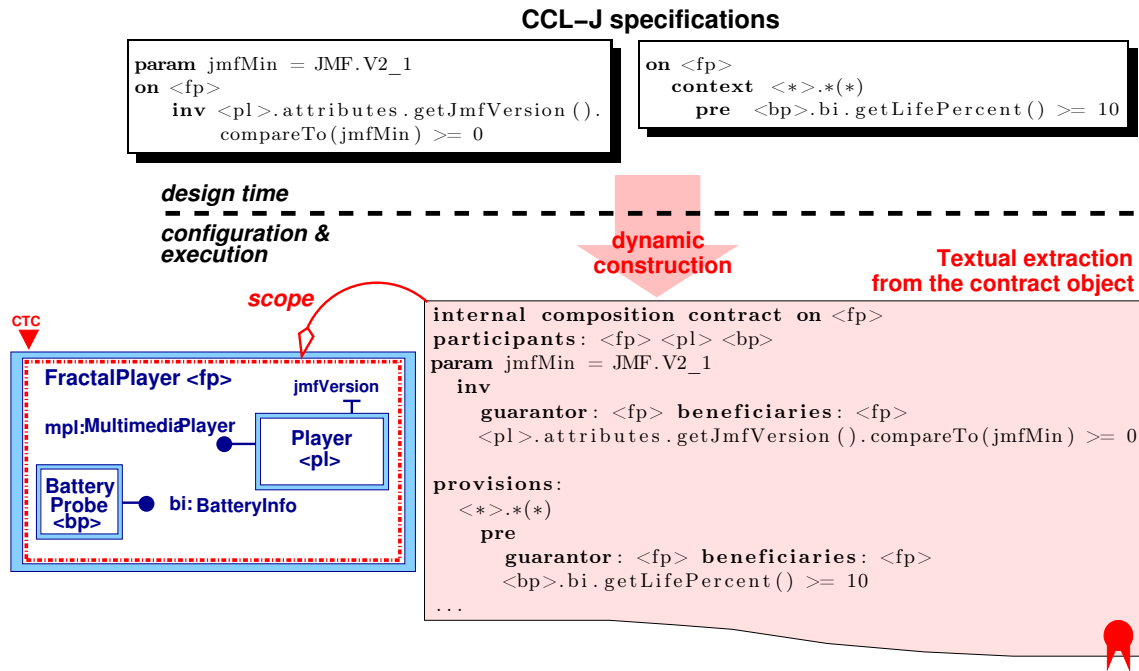 CCL−J specifications
param jmfMin = JMF.V2_1
on <fp>
inv <pl>.attributes.getJmfVersion().
compareTo(jmfMin) >= 0
on <fp>
context <*>.*(*)
pre <bp>.bi.getLifePercent() >= 10
design time
configuration &
execution
dynamic
construction
Textual extraction
from the contract object
scope
CTC
FractalPlayer <fp>
jmfVersion
mpl:MultimediaPlayer
Player
<pl>
Battery
Probe
<bp>
bi: BatteryInfo
internal composition contract on <fp>
participants: <fp> <pl> <bp>
param jmfMin = JMF.V2_1
inv
guarantor: <fp> beneficiaries: <fp>
<pl>.attributes.getJmfVersion().compareTo(jmfMin) >= 0
provisions:
<*>.*(*)
pre
guarantor: <fp> beneficiaries: <fp>
<bp>.bi.getLifePercent() >= 10
...